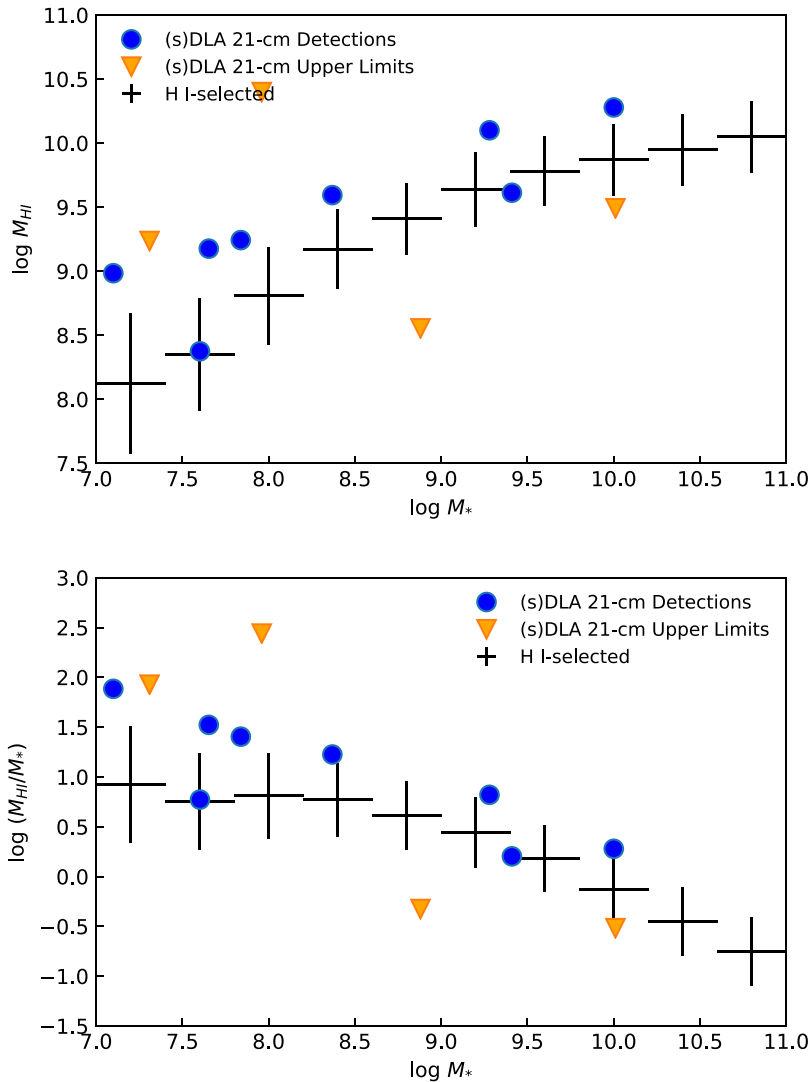 11.0
10.5
10.0
9.5
9.0
8.5
8.0
7.5
log M_HI
(s)DLA 21-cm Detections
(s)DLA 21-cm Upper Limits
H I-selected
7.0 7.5 8.0 8.5 9.0 9.5 10.0 10.5 11.0
log M_*
3.0
2.5
2.0
1.5
1.0
0.5
0.0
−0.5
−1.0
−1.5
log (M_HI/M_*)
(s)DLA 21-cm Detections
(s)DLA 21-cm Upper Limits
H I-selected
7.0 7.5 8.0 8.5 9.0 9.5 10.0 10.5 11.0
log M_*